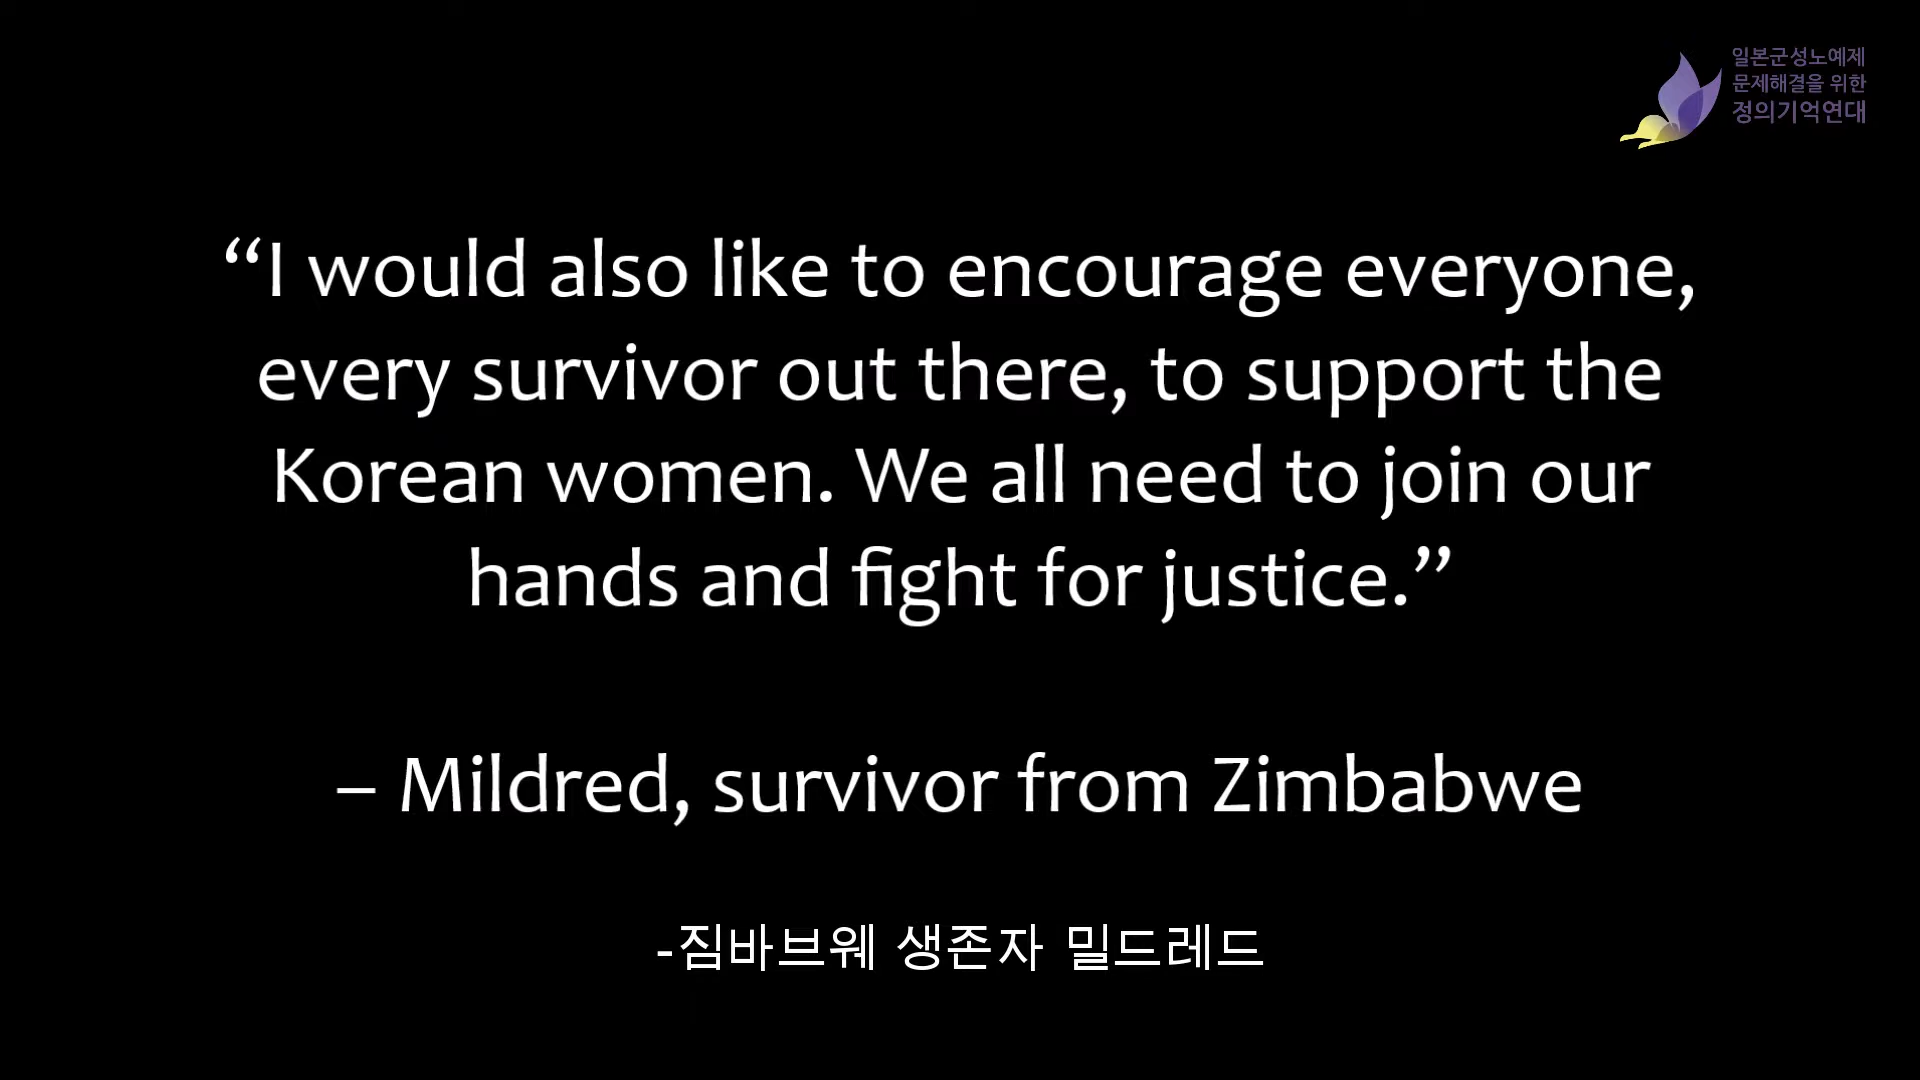 일본군성노예제
문제해결을 위한
정의기억연대
“I would also like to encourage everyone,
every survivor out there, to support the
Korean women. We all need to join our
hands and fight for justice.”
– Mildred, survivor from Zimbabwe
-짐바브웨 생존자 밀드레드